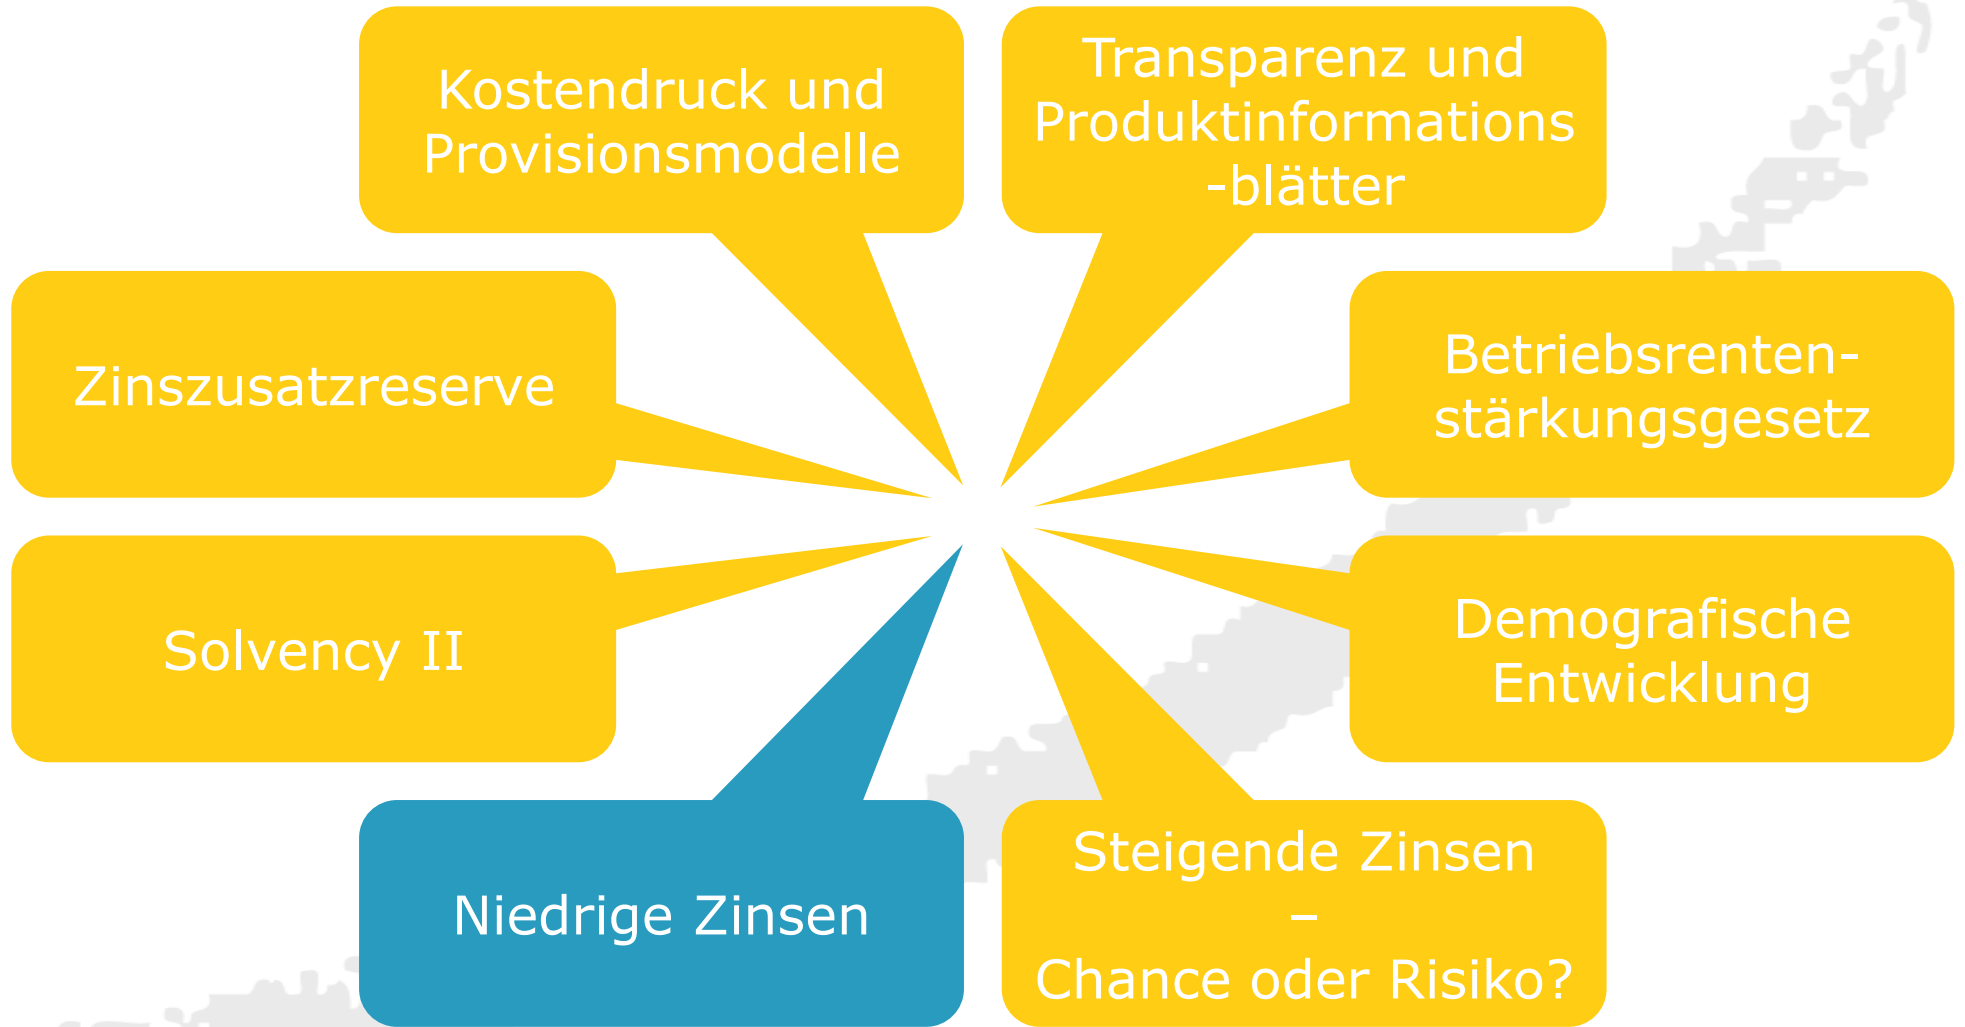 Kostendruck und
Provisionsmodelle
Transparenz und
Produktinformations
-blätter
Zinszusatzreserve
Betriebsrenten-
stärkungsgesetz
Solvency II
Demografische
Entwicklung
Niedrige Zinsen
Steigende Zinsen
–
Chance oder Risiko?